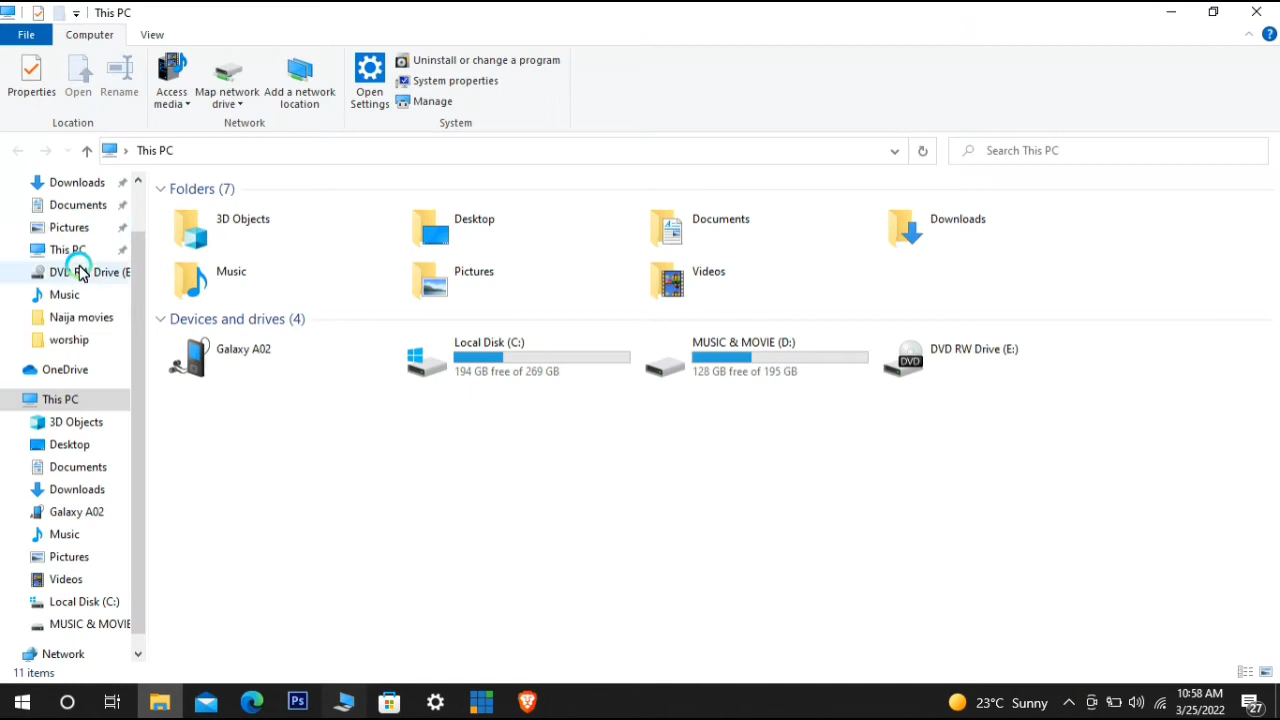 This PC
File
Computer
View
Properties
Open
Rename
Location
Access
media
Map network
drive
Add a network
location
Network
Open
Settings
Uninstall or change a program
System properties
Manage
System
This PC
Search This PC
Downloads
Documents
Pictures
This PC
DVD RW Drive (E
Music
Naija movies
worship
OneDrive
This PC
3D Objects
Desktop
Documents
Downloads
Galaxy A02
Music
Pictures
Videos
Local Disk (C:)
MUSIC & MOVIE
Network
Folders (7)
3D Objects
Desktop
Documents
Downloads
Music
Pictures
Videos
Devices and drives (4)
Galaxy A02
Local Disk (C:)
194 GB free of 269 GB
MUSIC & MOVIE (D:)
128 GB free of 195 GB
DVD
DVD RW Drive (E:)
11 items
Ps
23°C Sunny
10:58 AM
3/25/2022
27